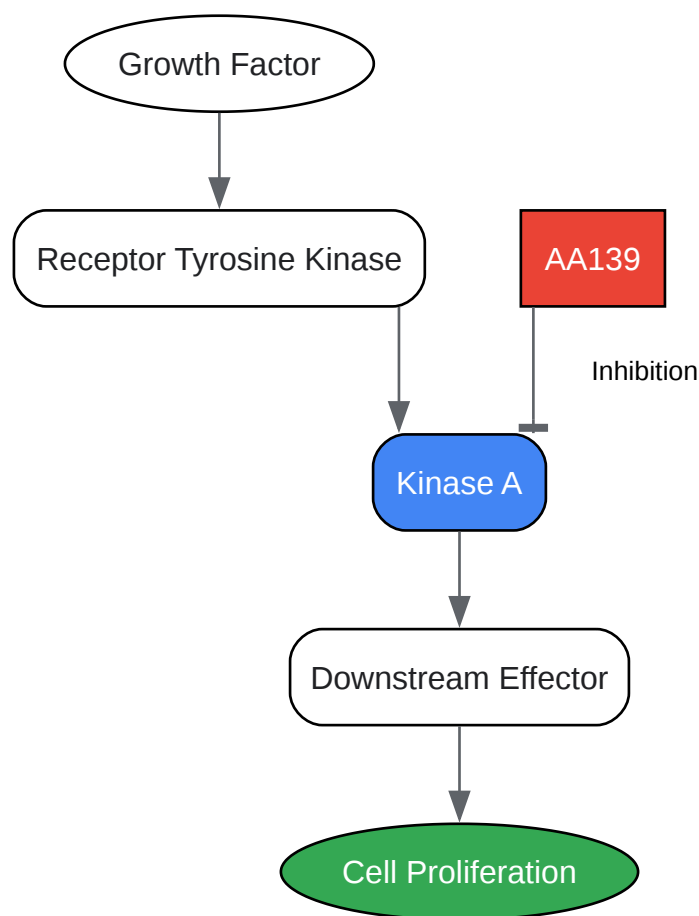 Growth Factor
Receptor Tyrosine Kinase
AA139
Inhibition
Kinase A
Downstream Effector
Cell Proliferation